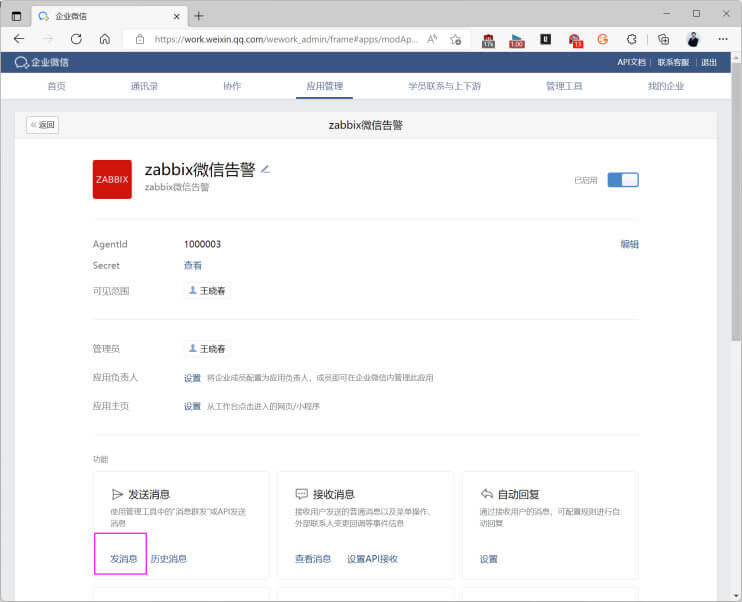 企业微信
https://work.weixin.qq.com/wework_admin/frame#apps/modAp...
176
1.00
13
企业微信
API文档 | 联系客服 | 退出
首页 通讯录 协作 应用管理 学员联系与上下游 管理工具 我的企业
« 返回
zabbix微信告警
ZABBIX
zabbix微信告警
zabbix微信告警
已启用
AgentId 1000003 编辑
Secret 查看
可见范围 王晓春
管理员 王晓春
应用负责人 设置 将企业成员配置为应用负责人，成员即可在企业微信内管理此应用
应用主页 设置 从工作台点击进入的网页/小程序
功能
发送消息
使用管理工具中的"消息群发"或API发送
消息
发消息 历史消息
接收消息
接收用户发送的普通消息以及菜单操作、
外部联系人变更回调等事件信息
查看消息 设置API接收
自动回复
通过接收用户的消息，可配置规则进行自
动回复
设置